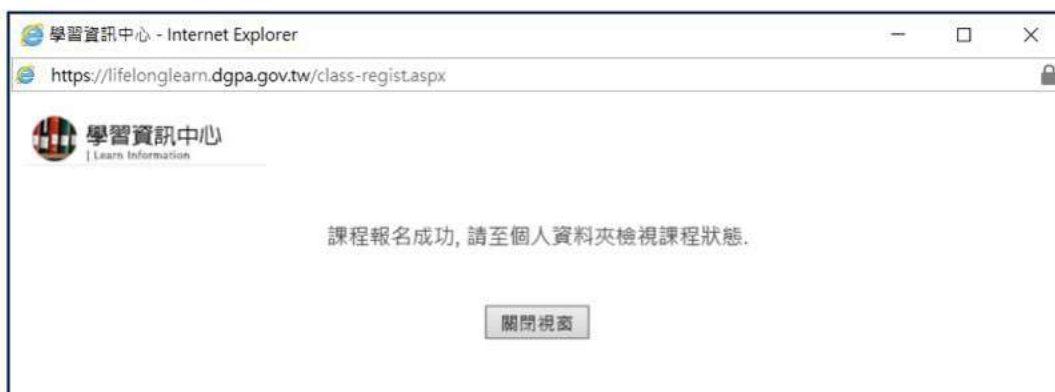 學習資訊中心 - Internet Explorer
https://lifelonglearn.dgpa.gov.tw/class-regist.aspx
學習資訊中心
| Learn Information
課程報名成功, 請至個人資料夾檢視課程狀態.
關閉視窗